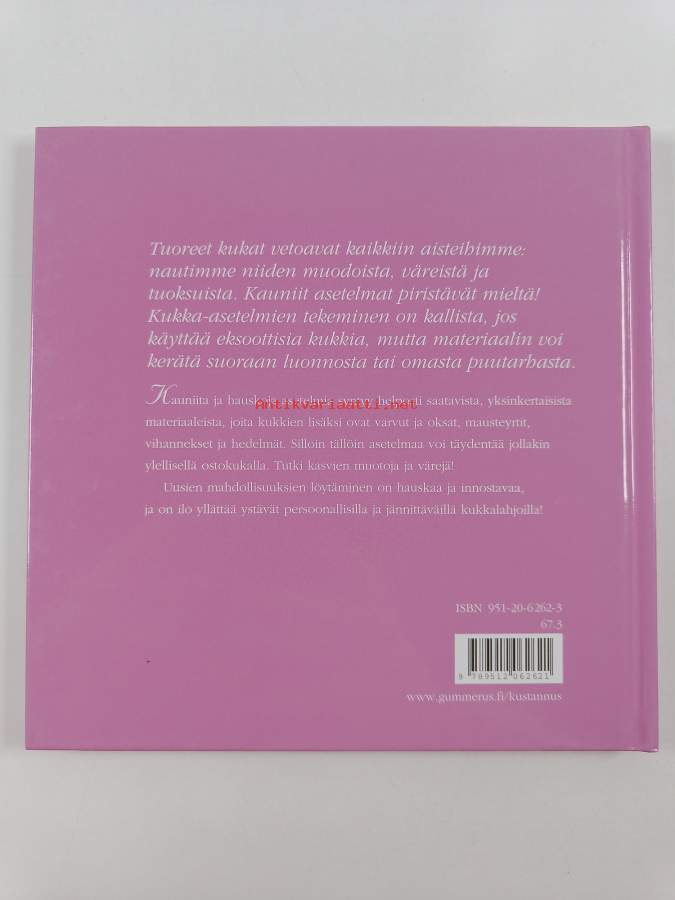 Tuoreet kukat vetoavat kaikkiin aisteihimme:
nautimme niiden muodoista, väreistä ja
tuoksuista. Kauniit asetelmat piristävät mieltä!
Kukka-asetelmien tekeminen on kallista, jos
käyttää eksoottisia kukkia, mutta materiaalin voi
kerätä suoraan luonnosta tai omasta puutarhasta.
Kauniita ja hauskoja asetelmia syntyy helposti saatavista, yksinkertaisista
Antikvariaatti.net
materiaaleista, joita kukkien lisäksi ovat varvut ja oksat, mausteyrtit,
vihannekset ja hedelmät. Silloin tällöin asetelmaa voi täydentää jollakin
ylellisellä ostokukalla. Tutki kasvien muotoja ja värejä!
Uusien mahdollisuuksien löytäminen on hauskaa ja innostavaa,
ja on ilo yllättää ystävät persoonallisilla ja jännittävillä kukkalahjoilla!
ISBN 951-20-6262-3
67.3
9 789512 062621
www.gummerus.fi/kustannus